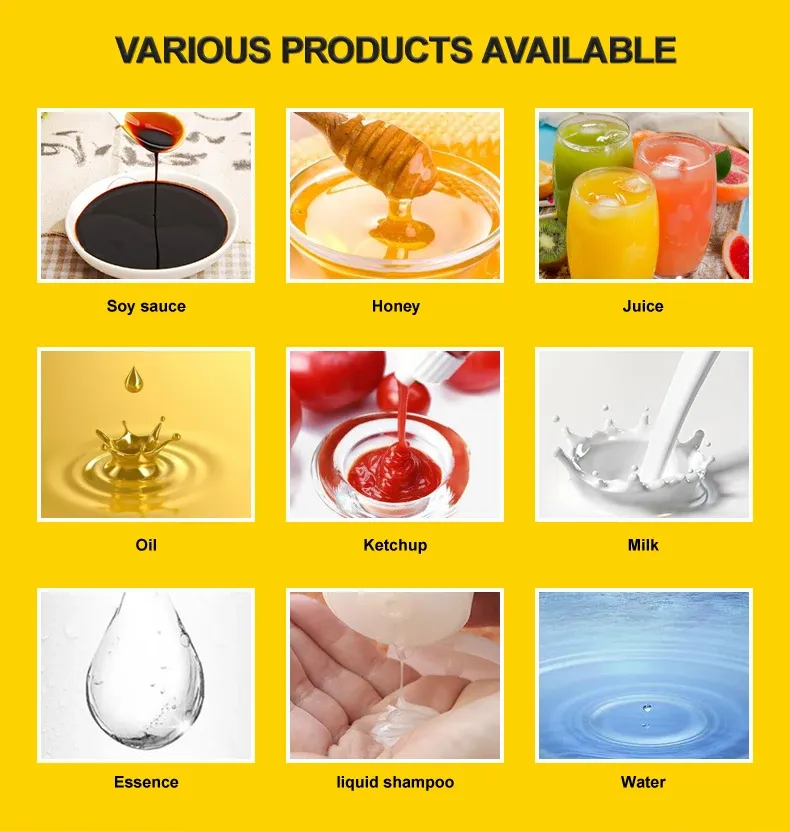 VARIOUS PRODUCTS AVAILABLE
Soy sauce
Honey
Juice
Oil
Ketchup
Milk
Essence
liquid shampoo
Water